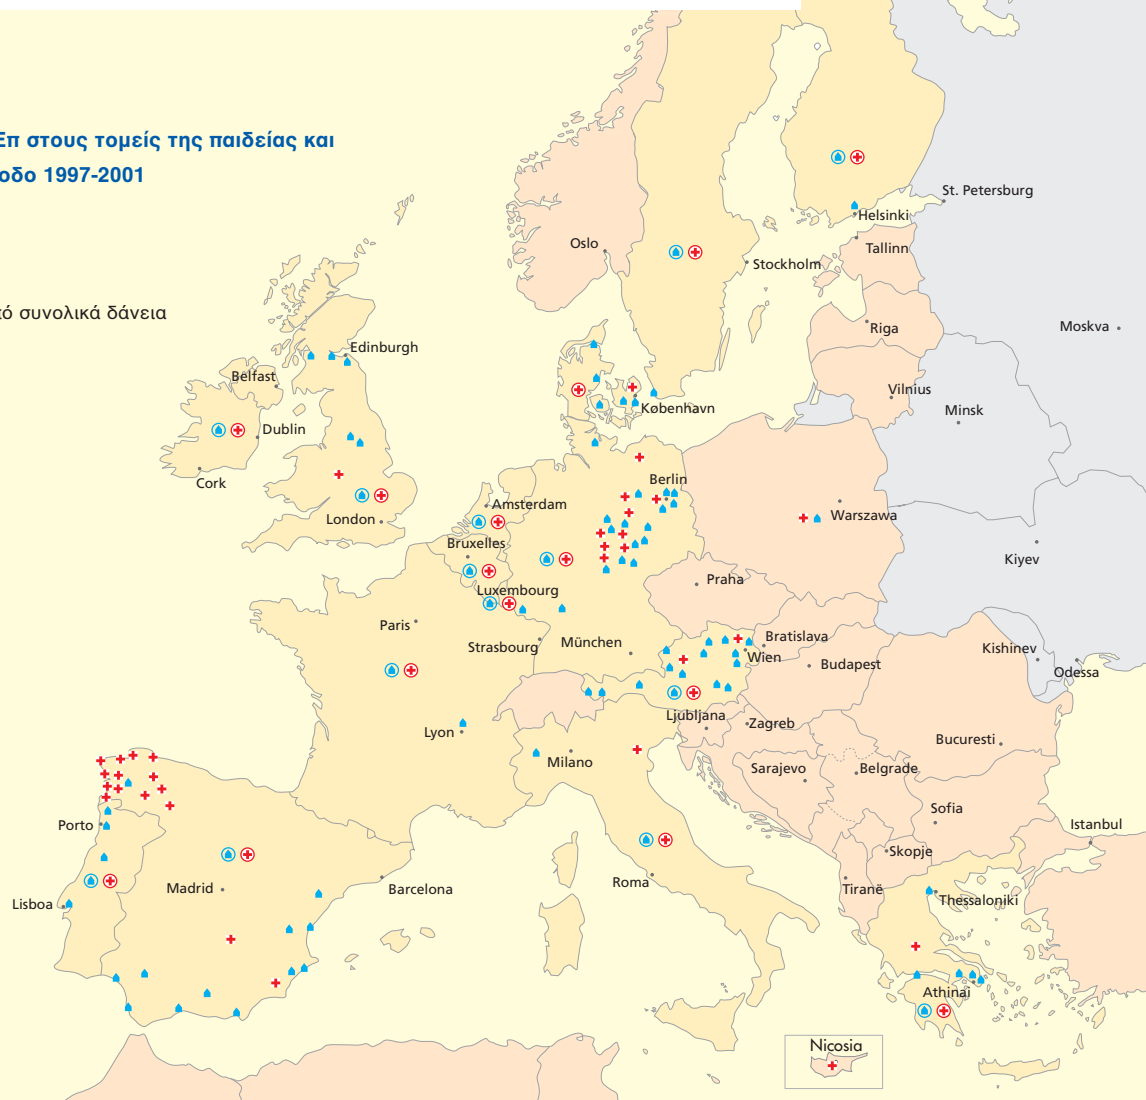 Επ στους τομείς της παιδείας και
οδο 1997-2001
ό συνολικά δάνεια
St. Petersburg
Helsinki
Oslo
Tallinn
Stockholm
Riga
Moskva
Edinburgh
Belfast
Vilnius
København
Minsk
Dublin
Cork
Berlin
Amsterdam
London
Warszawa
Bruxelles
Kiyev
Praha
Luxembourg
Paris
Strasbourg
München
Bratislava
Wien
Kishinev
Budapest
Odessa
Ljubljana
Zagreb
Lyon
Bucuresti
Milano
Sarajevo
Belgrade
Sofia
Porto
Istanbul
Skopje
Madrid
Barcelona
Roma
Tiranë
Lisboa
Thessaloniki
Athinai
Nicosia